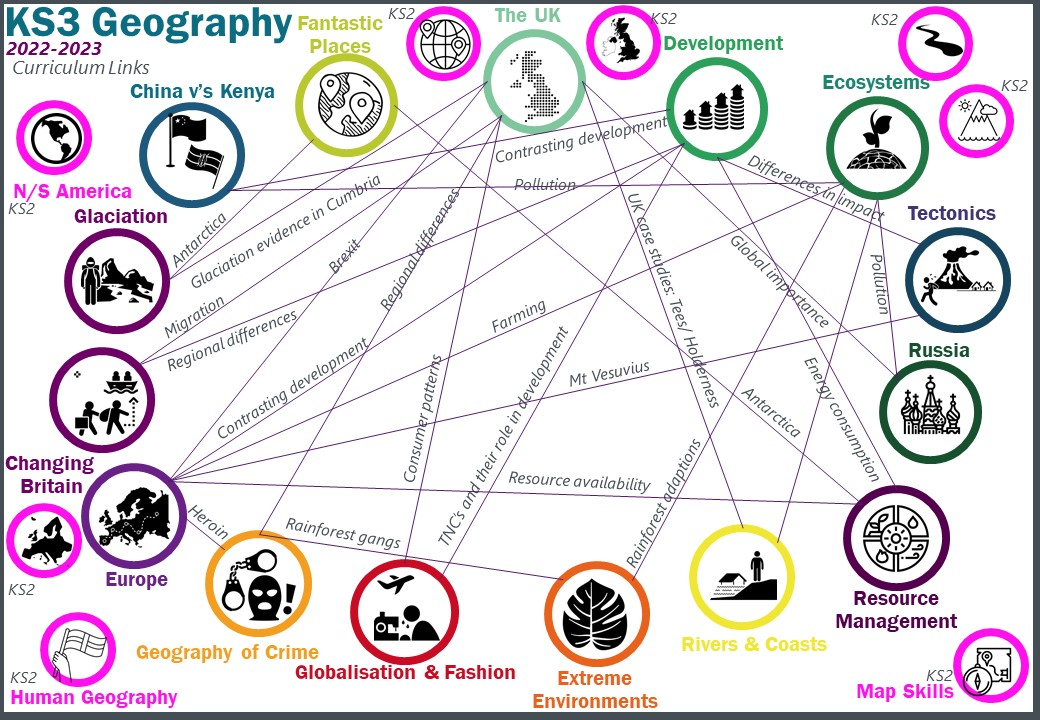 KS3 Geography
2022-2023
Curriculum Links
Fantastic
Places
KS2
The UK
KS2
Development
KS2
Ecosystems
KS2
China v's Kenya
N/S America
KS2
Glaciation
Contrasting development
Pollution
Differences in impact
Tectonics
Antarctica
Glaciation evidence in Cumbria
Brexit
Regional differences
UK case studies: Tees/ Holderness
Global importance
Pollution
Migration
Regional differences
Farming
Russia
Contrasting development
Consumer patterns
TNC's and their role in development
Mt Vesuvius
Antarctica
Energy consumption
Changing
Britain
Heroin
Rainforest gangs
Resource availability
Rainforest adaptions
Europe
KS2
Resource
Management
Geography of Crime
Globalisation & Fashion
Extreme
Environments
Rivers & Coasts
KS2
Human Geography
KS2
Map Skills